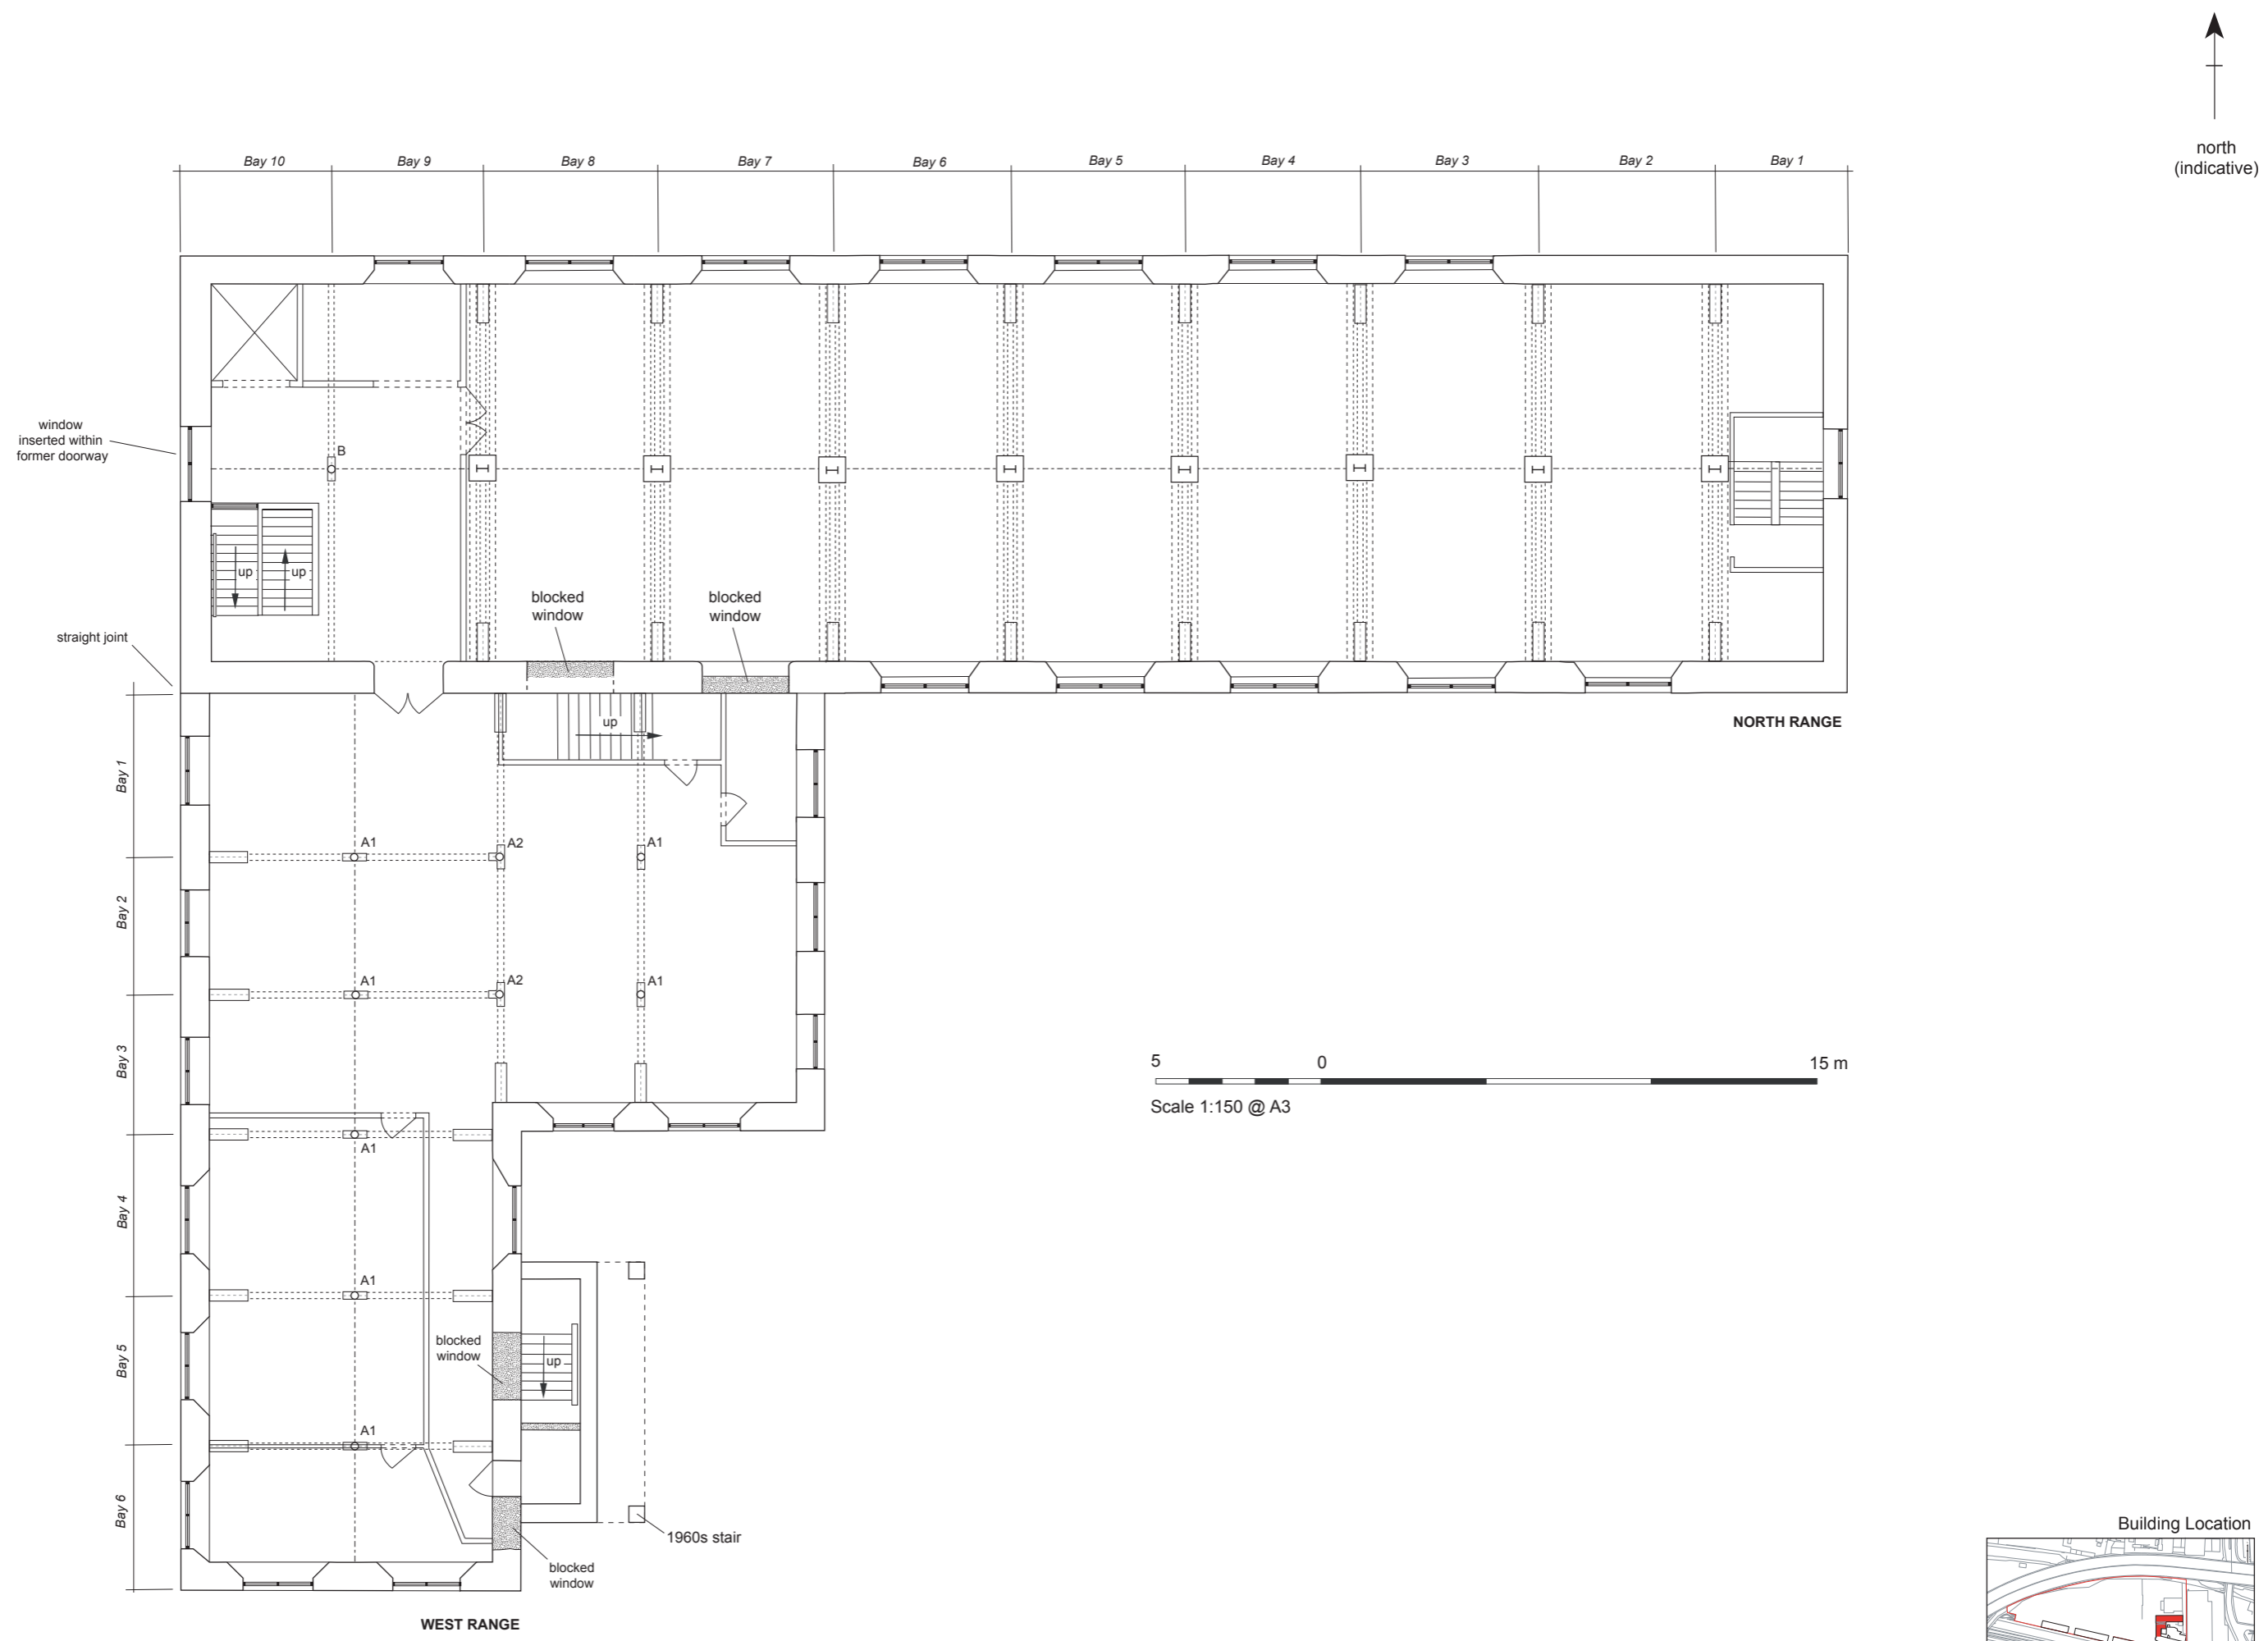 north
(indicative)
Bay 10
Bay 9
Bay 8
Bay 7
Bay 6
Bay 5
Bay 4
Bay 3
Bay 2
Bay 1
window
inserted within
former doorway
B
up
up
blocked
window
blocked
window
straight joint
up
NORTH RANGE
Bay 1
A1
A2
A1
Bay 2
A1
A2
A1
Bay 3
5
0
15 m
Scale 1:150 @ A3
A1
Bay 4
A1
blocked
window
up
Bay 5
A1
Bay 6
1960s stair
blocked
window
WEST RANGE
Building Location